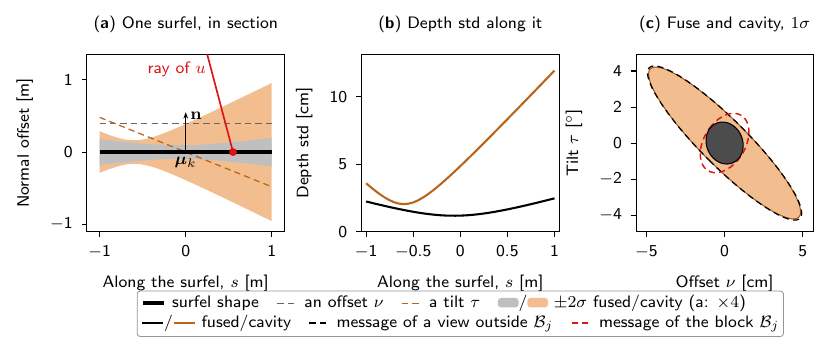 (a) One surfel, in section
(b) Depth std along it
(c) Fuse and cavity, 1σ
Normal offset [m]
1
0
−1
ray of u
n
μk
−1
0
1
Along the surfel, s [m]
Depth std [cm]
10
5
0
−1
−0.5
0
0.5
1
Along the surfel, s [m]
Tilt τ [°]
4
2
0
−2
−4
−5
0
5
Offset ν [cm]
surfel shape
an offset ν
a tilt τ
/ ±2σ fused/cavity (a: ×4)
/ fused/cavity
message of a view outside ℬj
message of the block ℬj